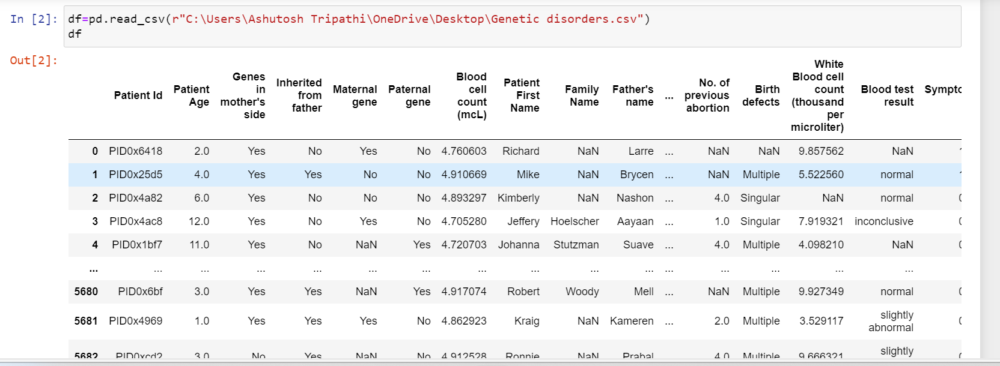 In [2]: df=pd.read_csv(r"C:\Users\Ashutosh Tripathi\OneDrive\Desktop\Genetic disorders.csv")
df
Out[2]:
Patient Id Patient Age Genes in mother's side Inherited from father Maternal gene Paternal gene Blood cell count (mcL) Patient First Name Family Name Father's name ... No. of previous abortion Birth defects White Blood cell count (thousand per microliter) Blood test result Sympto
0 PID0x6418 2.0 Yes No Yes No 4.760603 Richard NaN Larre ... NaN NaN 9.857562 NaN
1 PID0x25d5 4.0 Yes Yes No No 4.910669 Mike NaN Brycen ... NaN Multiple 5.522560 normal
2 PID0x4a82 6.0 Yes No No No 4.893297 Kimberly NaN Nashon ... 4.0 Singular NaN normal
3 PID0x4ac8 12.0 Yes No Yes No 4.705280 Jeffery Hoelscher Aayaan ... 1.0 Singular 7.919321 inconclusive
4 PID0x1bf7 11.0 Yes No NaN Yes 4.720703 Johanna Stutzman Suave ... 4.0 Multiple 4.098210 NaN
... ... ... ... ... ... ... ... ... ... ... ... ... ... ...
5680 PID0x6bf 3.0 Yes Yes NaN Yes 4.917074 Robert Woody Mell ... NaN Multiple 9.927349 normal
5681 PID0x4969 1.0 Yes Yes Yes No 4.862923 Kraig NaN Kameren ... 2.0 Multiple 3.529117 slightly abnormal
5682 PID0xcd2 3.0 No Yes NaN No 4.912528 Ronnie NaN Prabal ... 4.0 Multiple 9.666321 slightly